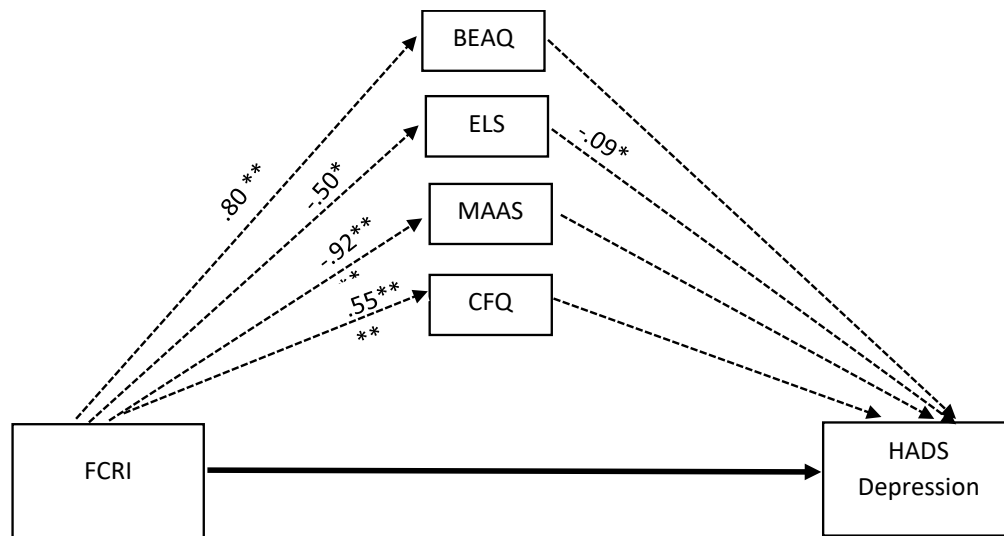 BEAQ
ELS
MAAS
CFQ
.80 **
-.50*
-.92**
.55**
**
-.09*
FCRI
HADS
Depression